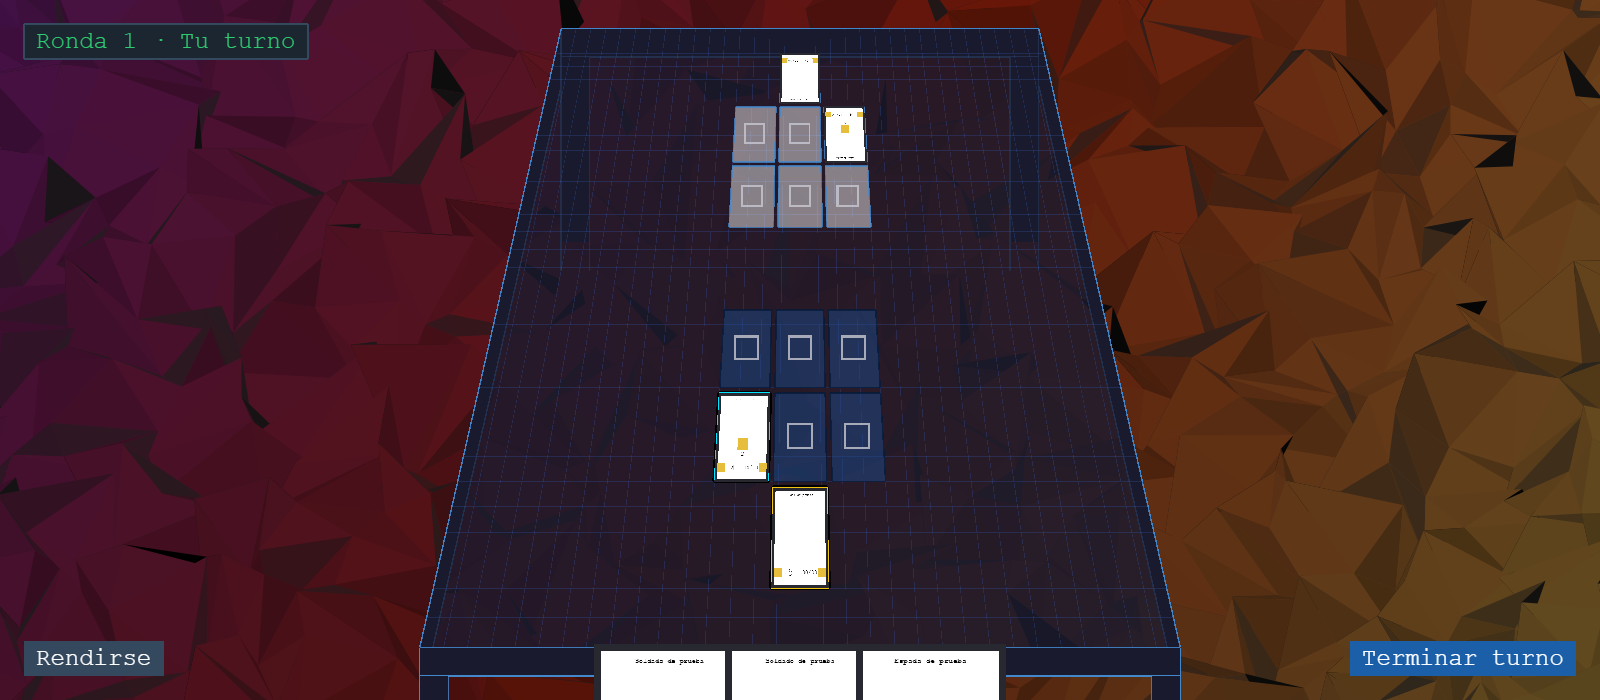 Ronda 1 · Tu turno
Rendirse
Terminar turno
Soldado de prueba
Soldado de prueba
Espada de prueba